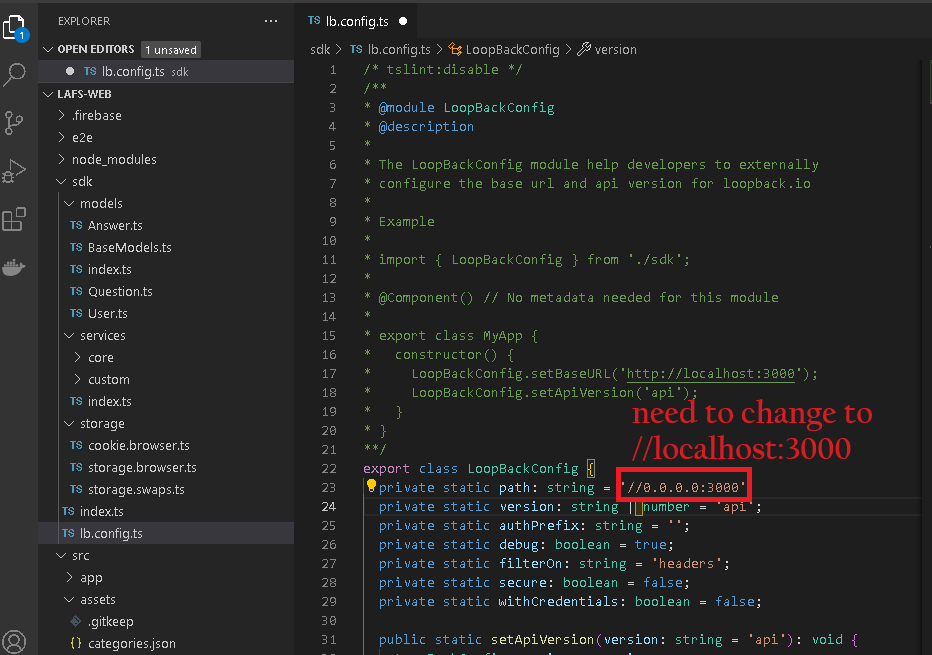 EXPLORER
...
TS lb.config.ts
OPEN EDITORS 1 unsaved
TS lb.config.ts sdk
LAFS-WEB
.firebase
e2e
node_modules
sdk
models
TS Answer.ts
TS BaseModels.ts
TS index.ts
TS Question.ts
TS User.ts
services
core
custom
TS index.ts
storage
TS cookie.browser.ts
TS storage.browser.ts
TS storage.swaps.ts
TS index.ts
TS lb.config.ts
src
app
assets
.gitkeep
{} categories.json
1
sdk > TS lb.config.ts > LoopBackConfig > version
1 /* tslint:disable */
2 /**
3 * @module LoopBackConfig
4 * @description
5 *
6 * The LoopBackConfig module help developers to externally
7 * configure the base url and api version for loopback.io
8 *
9 * Example
10 *
11 * import { LoopBackConfig } from './sdk';
12 *
13 * @Component() // No metadata needed for this module
14 *
15 * export class MyApp {
16 *   constructor() {
17 *     LoopBackConfig.setBaseURL('http://localhost:3000');
18 *     LoopBackConfig.setApiVersion('api');
19 *   }
20 * }
21 **/
need to change to
//localhost:3000
22 export class LoopBackConfig {
23 private static path: string = '//0.0.0.0:3000'
24 private static version: string | number = 'api';
25 private static authPrefix: string = '';
26 private static debug: boolean = true;
27 private static filterOn: string = 'headers';
28 private static secure: boolean = false;
29 private static withCredentials: boolean = false;
30
31 public static setApiVersion(version: string = 'api'): void {